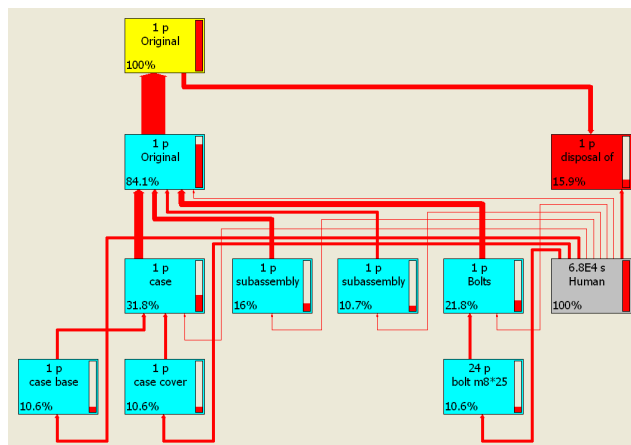 1 p
Original
100%
1 p
Original
84.1%
1 p
disposal of
15.9%
1 p
case
31.8%
1 p
subassembly
16%
1 p
subassembly
10.7%
1 p
Bolts
21.8%
6.8E4 s
Human
100%
1 p
case base
10.6%
1 p
case cover
10.6%
24 p
bolt m8*25
10.6%